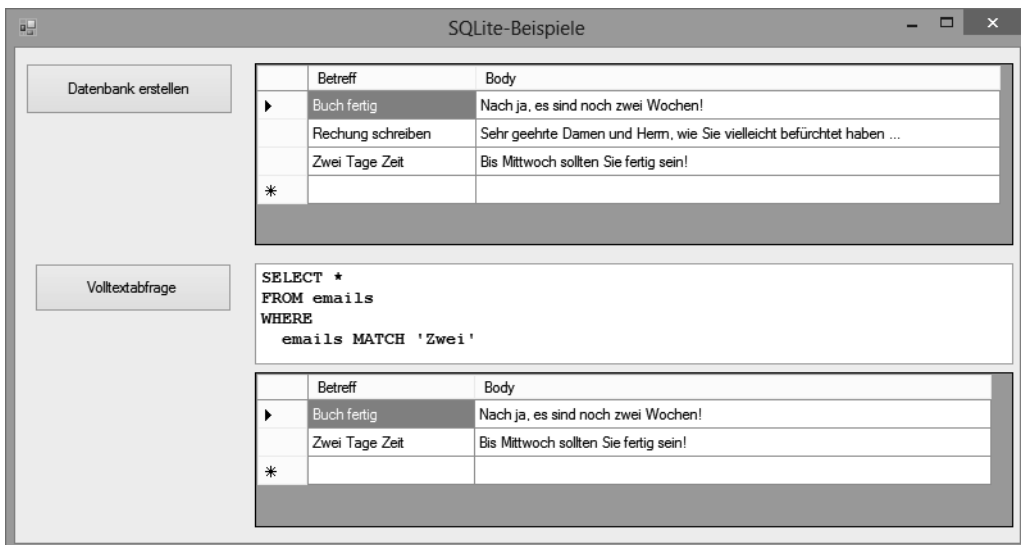 SQLite-Beispiele
Datenbank erstellen
Betreff Body
Buch fertig Nach ja, es sind noch zwei Wochen!
Rechung schreiben Sehr geehrte Damen und Herrn, wie Sie vielleicht befürchtet haben ...
Zwei Tage Zeit Bis Mittwoch sollten Sie fertig sein!
Volltextabfrage
SELECT *
FROM emails
WHERE
emails MATCH 'Zwei'
Betreff Body
Buch fertig Nach ja, es sind noch zwei Wochen!
Zwei Tage Zeit Bis Mittwoch sollten Sie fertig sein!